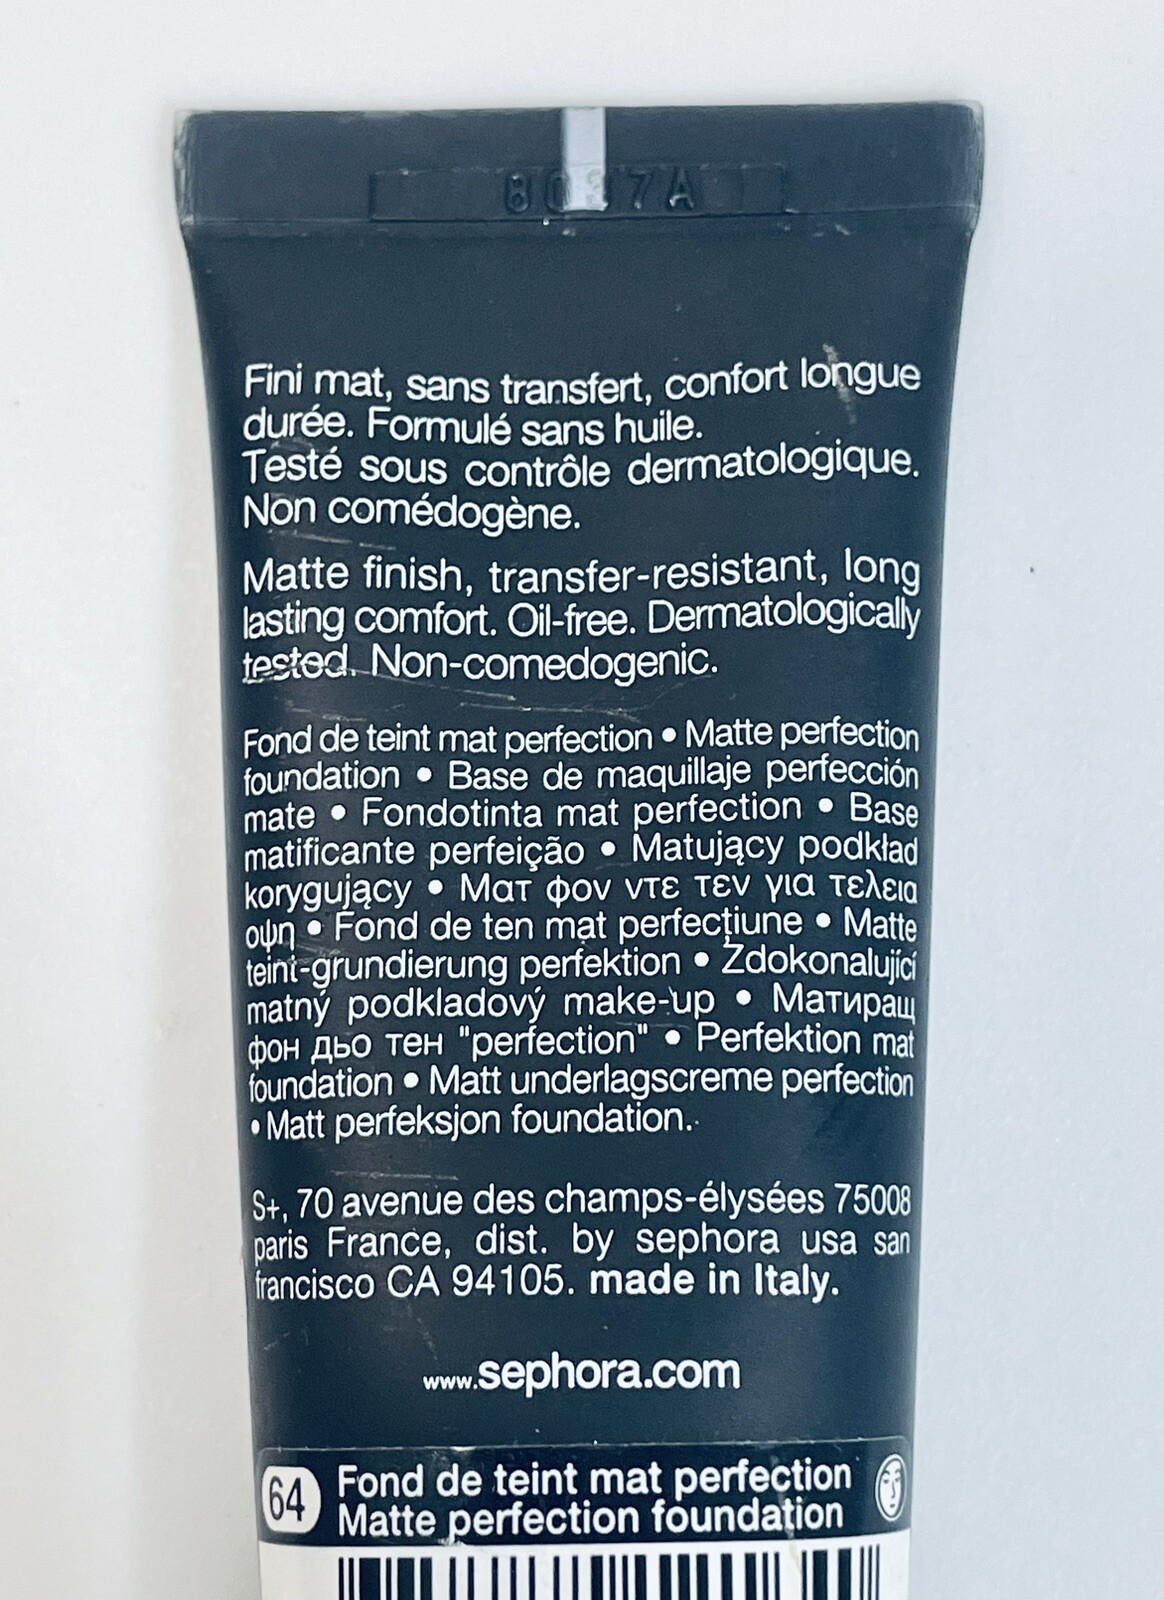 Fini mat, sans transfert, confort longue
durée. Formulé sans huile.
Testé sous contrôle dermatologique.
Non comédogène.
Matte finish, transfer-resistant, long
lasting comfort. Oil-free. Dermatologically
tested. Non-comedogenic.
Fond de teint mat perfection • Matte perfection
foundation • Base de maquillaje perfección
mate • Fondotinta mat perfection • Base
matificante perfeição • Matujący podkład
korygujący • Ματ φον ντε τεν για τελεια
οψη • Fond de ten mat perfecțiune • Matte
teint-grundierung perfektion • Zdokonalující
matný podkladový make-up • Матиращ
фон дьо тен "perfection" • Perfektion mat
foundation • Matt underlagscreme perfection
• Matt perfeksjon foundation.
S+, 70 avenue des champs-élysées 75008
paris France, dist. by sephora usa san
francisco CA 94105. made in Italy.
www.sephora.com
64 Fond de teint mat perfection
Matte perfection foundation